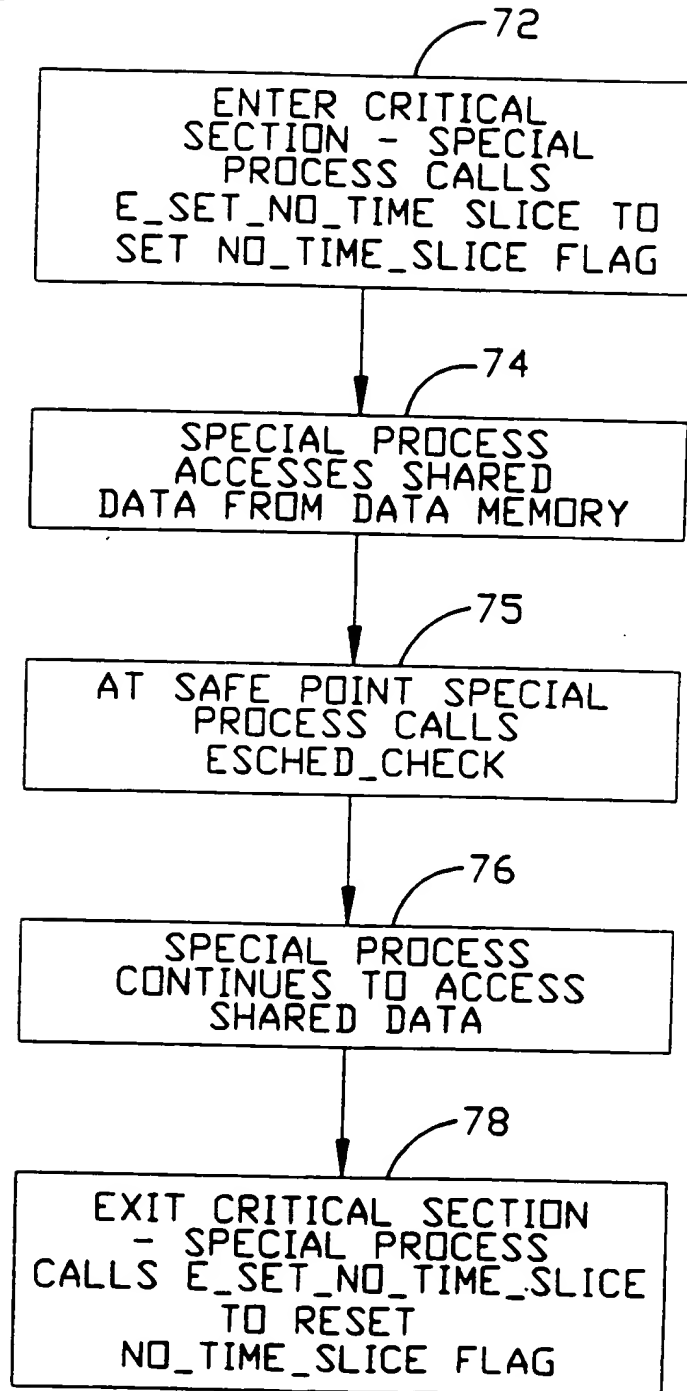 72
ENTER CRITICAL
SECTION - SPECIAL
PROCESS CALLS
E_SET_NO_TIME SLICE TO
SET NO_TIME_SLICE FLAG
74
SPECIAL PROCESS
ACCESSES SHARED
DATA FROM DATA MEMORY
75
AT SAFE POINT SPECIAL
PROCESS CALLS
ESCHED_CHECK
76
SPECIAL PROCESS
CONTINUES TO ACCESS
SHARED DATA
78
EXIT CRITICAL SECTION
- SPECIAL PROCESS
CALLS E_SET_NO_TIME_SLICE
TO RESET
NO_TIME_SLICE FLAG